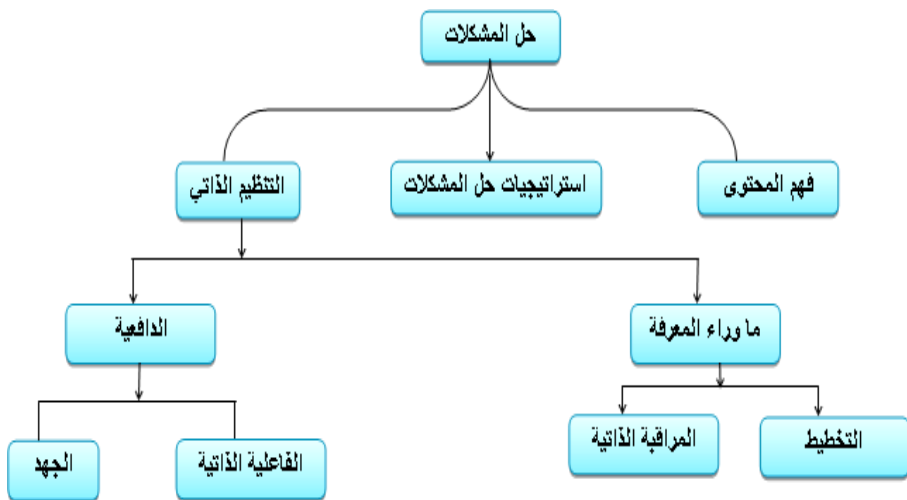 حل المشكلات
فهم المحتوى
استراتيجيات حل المشكلات
التنظيم الذاتي
ما وراء المعرفة
الدافعية
التخطيط
المراقبة الذاتية
الفاعلية الذاتية
الجهد